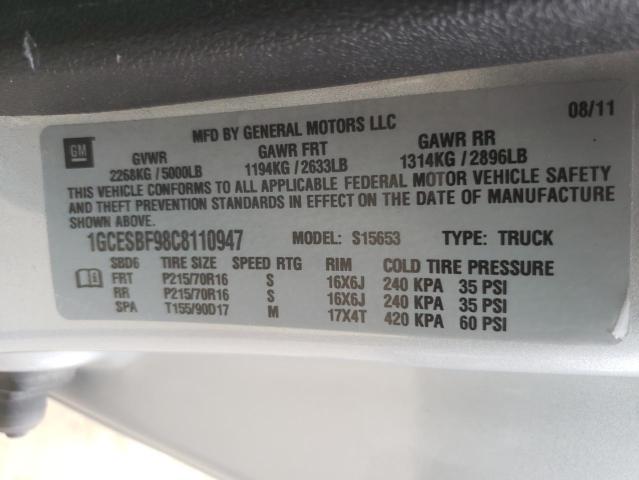 08/11
GM
MFD BY GENERAL MOTORS LLC
GVWR GAWR FRT GAWR RR
2268KG / 5000LB 1194KG / 2633LB 1314KG / 2896LB
THIS VEHICLE CONFORMS TO ALL APPLICABLE FEDERAL MOTOR VEHICLE SAFETY
AND THEFT PREVENTION STANDARDS IN EFFECT ON THE DATE OF MANUFACTURE
SHOWN ABOVE.
1GCESBF98C8110947 MODEL: S15653 TYPE: TRUCK
SBD6 TIRE SIZE SPEED RTG RIM COLD TIRE PRESSURE
FRT P215/70R16 S 16X6J 240 KPA 35 PSI
RR P215/70R16 S 16X6J 240 KPA 35 PSI
SPA T155/90D17 M 17X4T 420 KPA 60 PSI